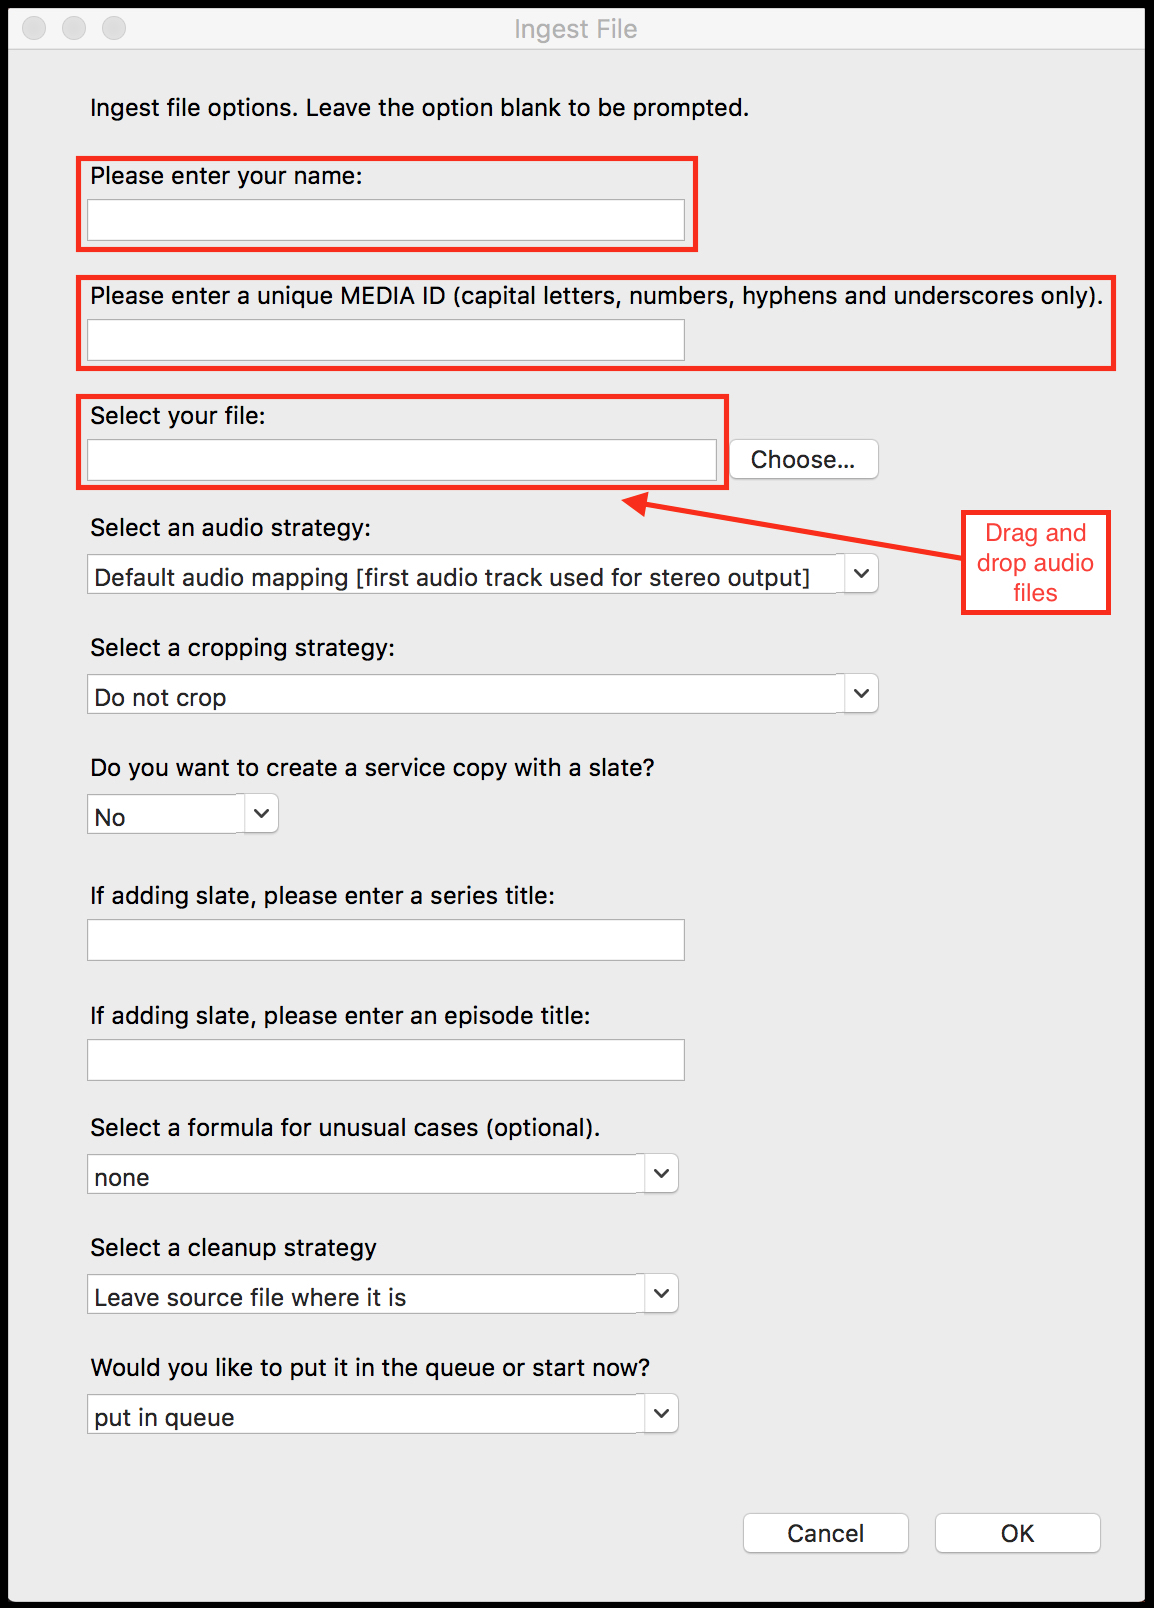 Ingest File
Ingest file options. Leave the option blank to be prompted.
Please enter your name:
Please enter a unique MEDIA ID (capital letters, numbers, hyphens and underscores only).
Select your file:
Choose...
Drag and
drop audio
files
Select an audio strategy:
Default audio mapping [first audio track used for stereo output]
Select a cropping strategy:
Do not crop
Do you want to create a service copy with a slate?
No
If adding slate, please enter a series title:
If adding slate, please enter an episode title:
Select a formula for unusual cases (optional).
none
Select a cleanup strategy
Leave source file where it is
Would you like to put it in the queue or start now?
put in queue
Cancel
OK